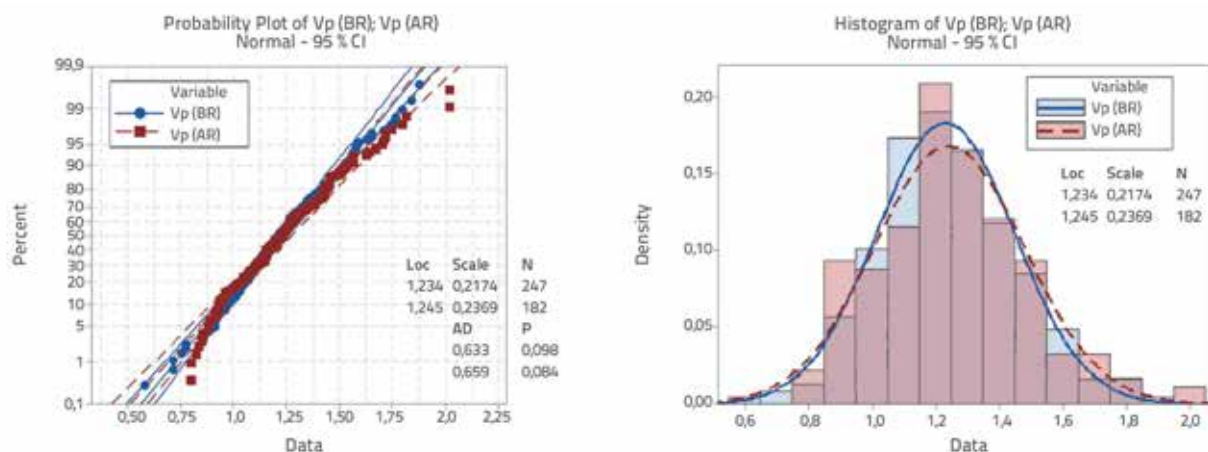 Probability Plot of Vp (BR); Vp (AR)
Normal - 95 % CI
99,9
99
95
90
80
70
60
50
40
30
20
10
5
1
0,1
Percent
Variable
Vp (BR)
Vp (AR)
Loc Scale N
1,234 0,2174 247
1,245 0,2369 182
AD P
0,633 0,098
0,659 0,084
0,50 0,75 1,0 1,25 1,50 1,75 2,0 2,25
Data
Histogram of Vp (BR); Vp (AR)
Normal - 95 % CI
0,20
0,15
0,10
0,05
0,00
Density
Variable
Vp (BR)
Vp (AR)
Loc Scale N
1,234 0,2174 247
1,245 0,2369 182
0,6 0,8 1,0 1,2 1,4 1,6 1,8 2,0
Data